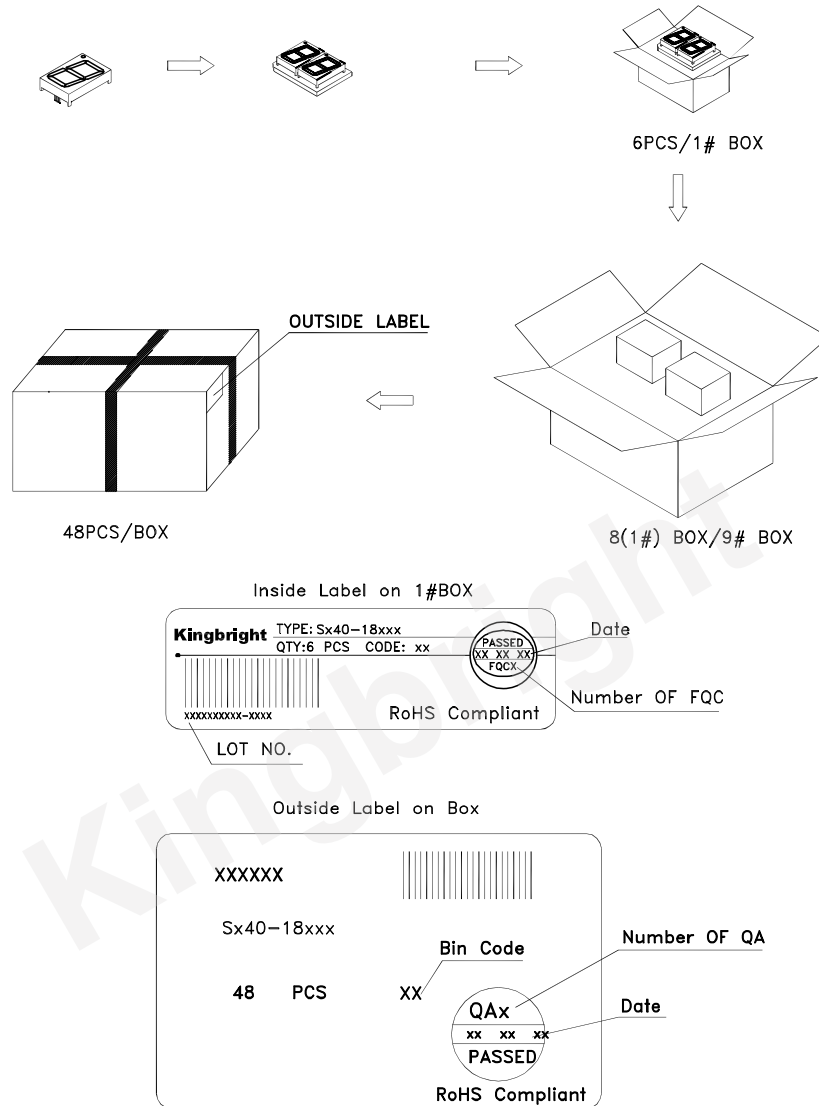 6PCS/1# BOX
OUTSIDE LABEL
48PCS/BOX
8(1#) BOX/9# BOX
Inside Label on 1#BOX
Kingbright
TYPE: Sx40-18xxx
QTY:6 PCS CODE: xx
PASSED
XX XX XX
FQCX
Date
Number OF FQC
XXXXXXXXXX-XXXX
RoHS Compliant
LOT NO.
Outside Label on Box
XXXXXX
Sx40-18xxx
Bin Code
Number OF QA
48 PCS
XX
QAx
Date
xx xx xx
PASSED
RoHS Compliant
Kingbright